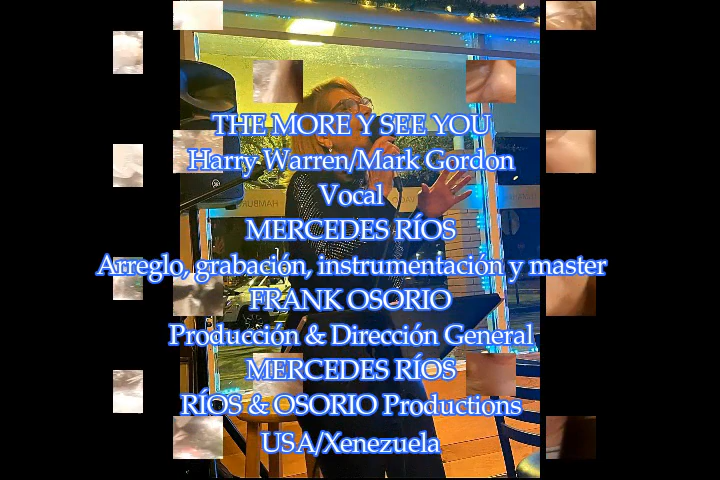 THE MORE Y SEE YOU
Harry Warren/Mark Gordon
Vocal
MERCEDES RÍOS
Arreglo, grabación, instrumentación y master
FRANK OSORIO
Producción & Dirección General
MERCEDES RÍOS
RÍOS & OSORIO Productions
USA/Xenezuela